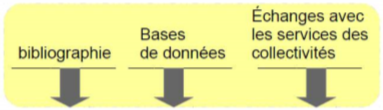 bibliographie
Bases
de données
Échanges avec
les services des
collectivités